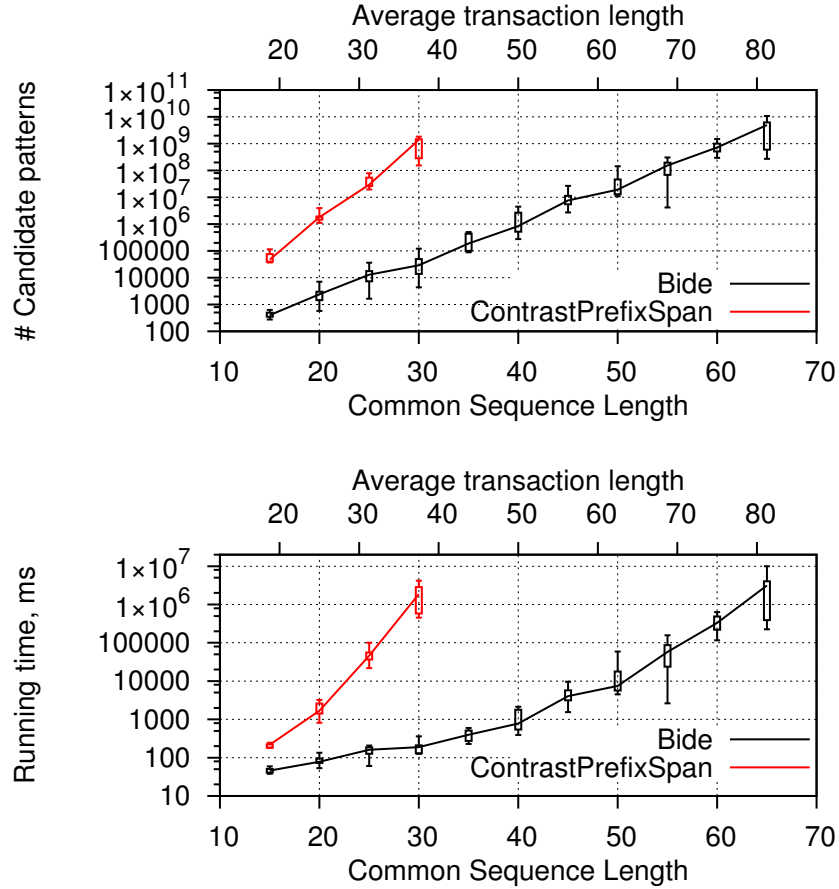 Average transaction length
20 30 40 50 60 70 80
# Candidate patterns
1×10^11
1×10^10
1×10^9
1×10^8
1×10^7
1×10^6
100000
10000
1000
100
Bide
ContrastPrefixSpan
10 20 30 40 50 60 70
Common Sequence Length
Average transaction length
20 30 40 50 60 70 80
Running time, ms
1×10^7
1×10^6
100000
10000
1000
100
10
Bide
ContrastPrefixSpan
10 20 30 40 50 60 70
Common Sequence Length